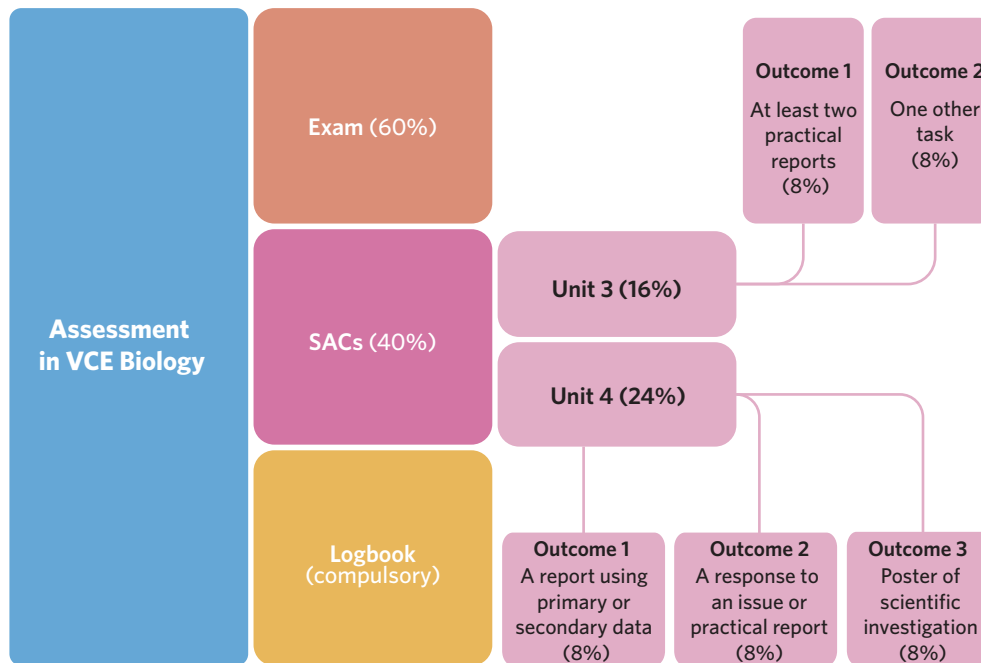 Assessment
in VCE Biology
Exam (60%)
SACs (40%)
Logbook
(compulsory)
Unit 3 (16%)
Outcome 1
At least two
practical
reports
(8%)
Outcome 2
One other
task
(8%)
Unit 4 (24%)
Outcome 1
A report using
primary or
secondary data
(8%)
Outcome 2
A response to
an issue or
practical report
(8%)
Outcome 3
Poster of
scientific
investigation
(8%)